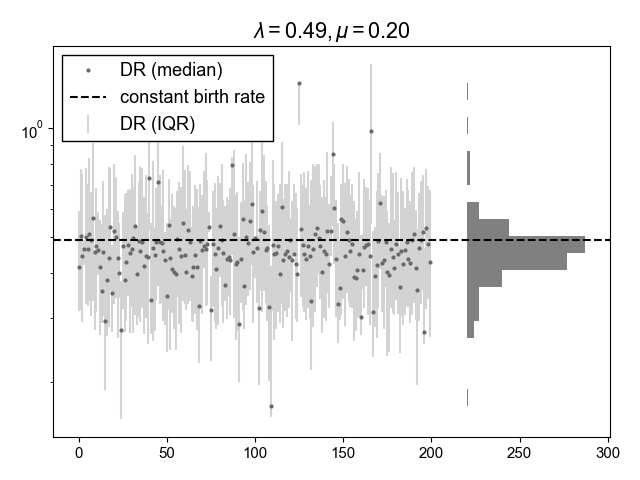 λ = 0.49, μ = 0.20
DR (median)
constant birth rate
DR (IQR)
10⁰
0 50 100 150 200 250 300